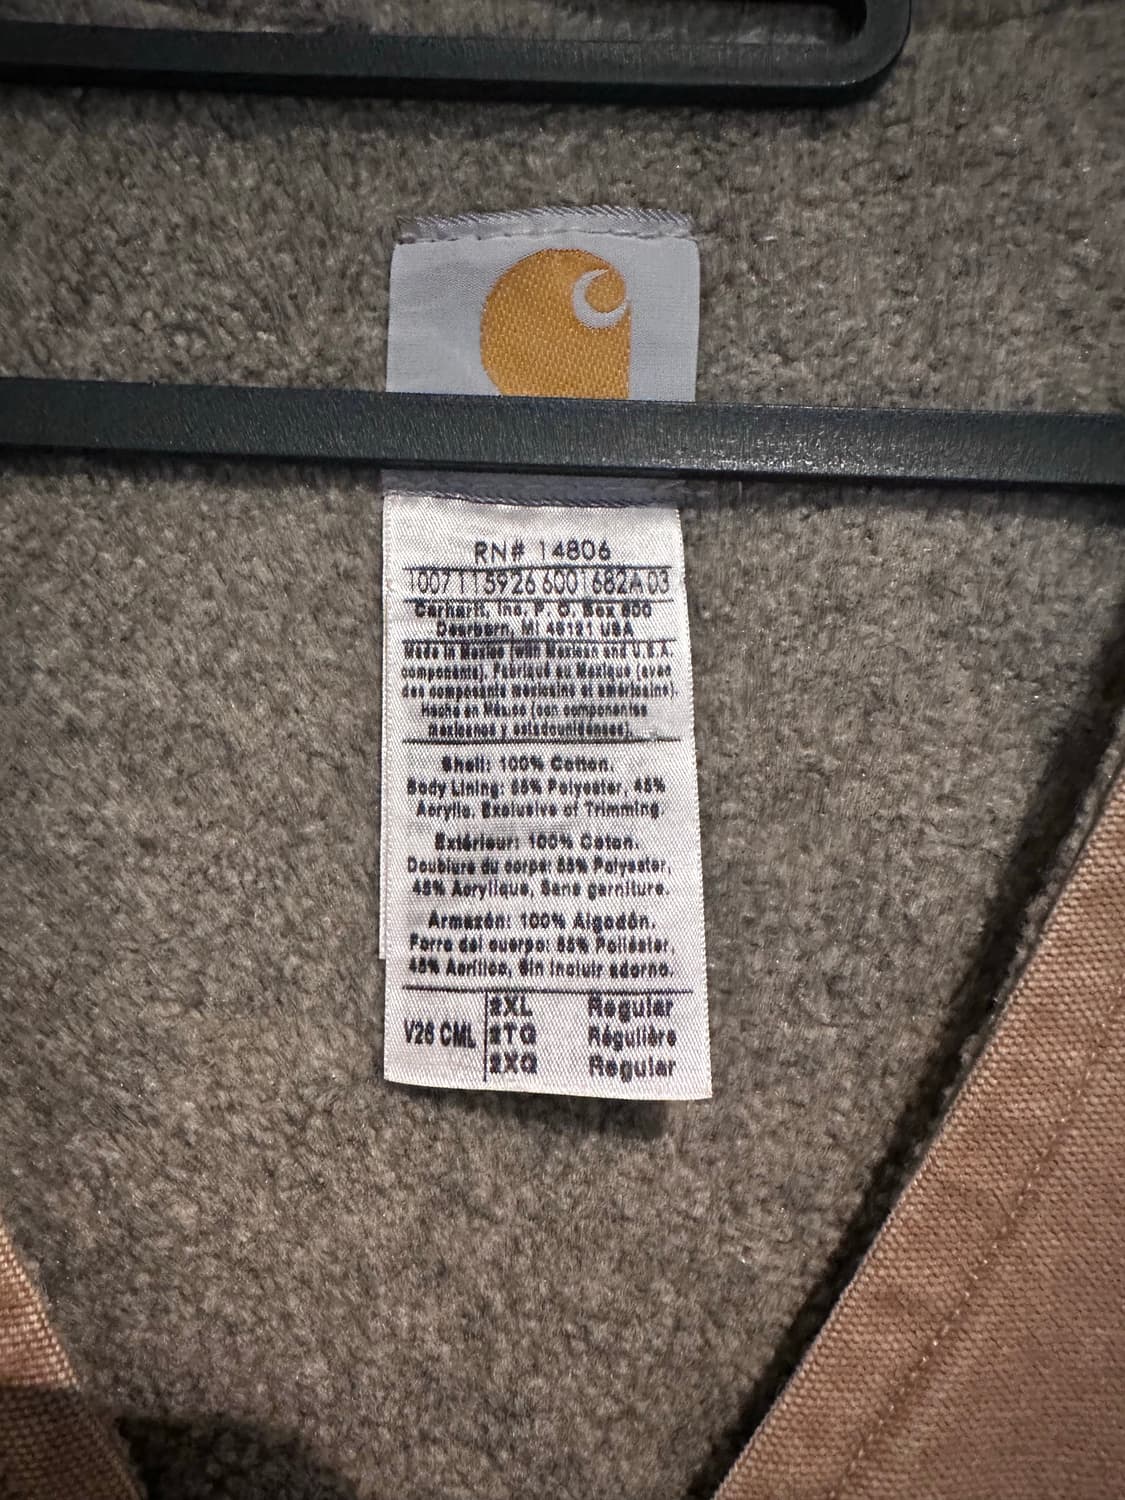 RN# 14806
10071159266001682A03
Carhartt, Inc. P. O. Box 600
Dearborn, MI 48121 USA
Made in Mexico (with Mexican and U.S.A.
components). Fabriqué au Mexique (avec
des composants mexicains et américains).
Hecho en México (con componentes
mexicanos y estadounidenses).
Shell: 100% Cotton.
Body Lining: 55% Polyester, 45%
Acrylic. Exclusive of Trimming.
Extérieur: 100% Coton.
Doublure du corps: 55% Polyester,
45% Acrylique, Sans garniture.
Armazón: 100% Algodón.
Forro del cuerpo: 55% Poliéster,
45% Acrílico, Sin incluir adorno.
V26 CML
2XL Regular
2TG Régulière
2XG Regular